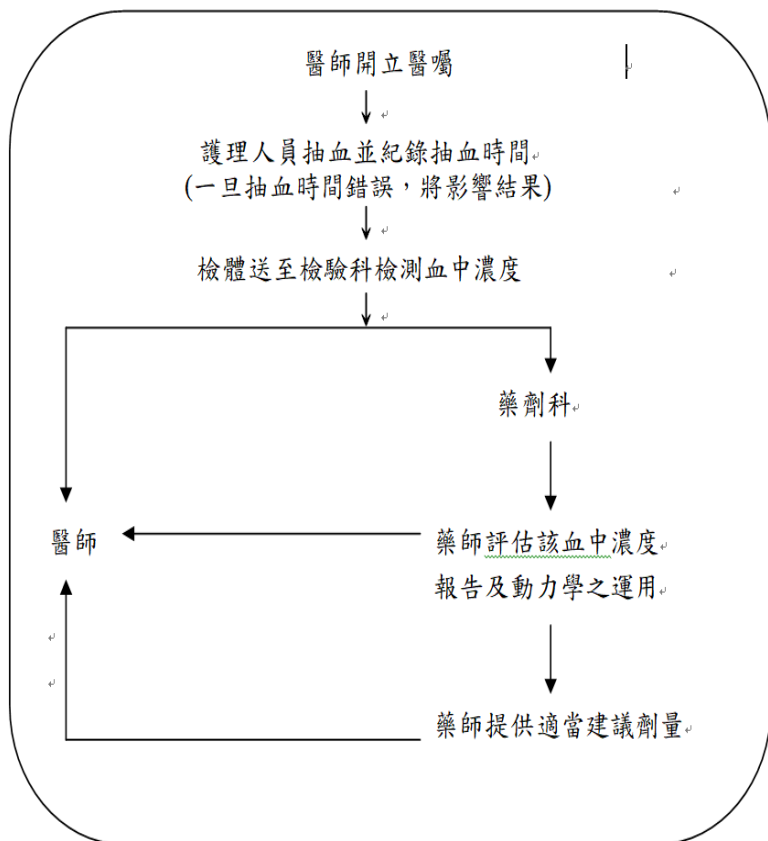 醫師開立醫囑
護理人員抽血並紀錄抽血時間
(一旦抽血時間錯誤，將影響結果)
檢體送至檢驗科檢測血中濃度
藥劑科
醫師
藥師評估該血中濃度
報告及動力學之運用
藥師提供適當建議劑量